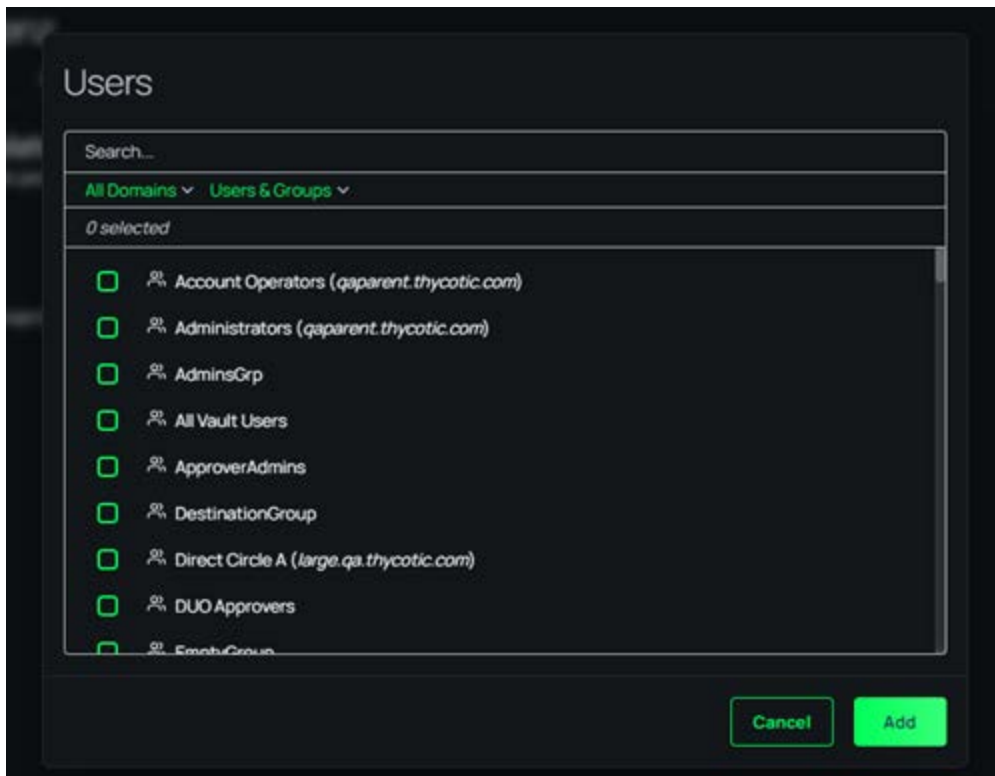 Users
Search...
All Domains Users & Groups
0 selected
Account Operators (qaparent.thycotic.com)
Administrators (qaparent.thycotic.com)
AdminsGrp
All Vault Users
ApproverAdmins
DestinationGroup
Direct Circle A (large.qa.thycotic.com)
DUO Approvers
EmptyGroup
Cancel Add